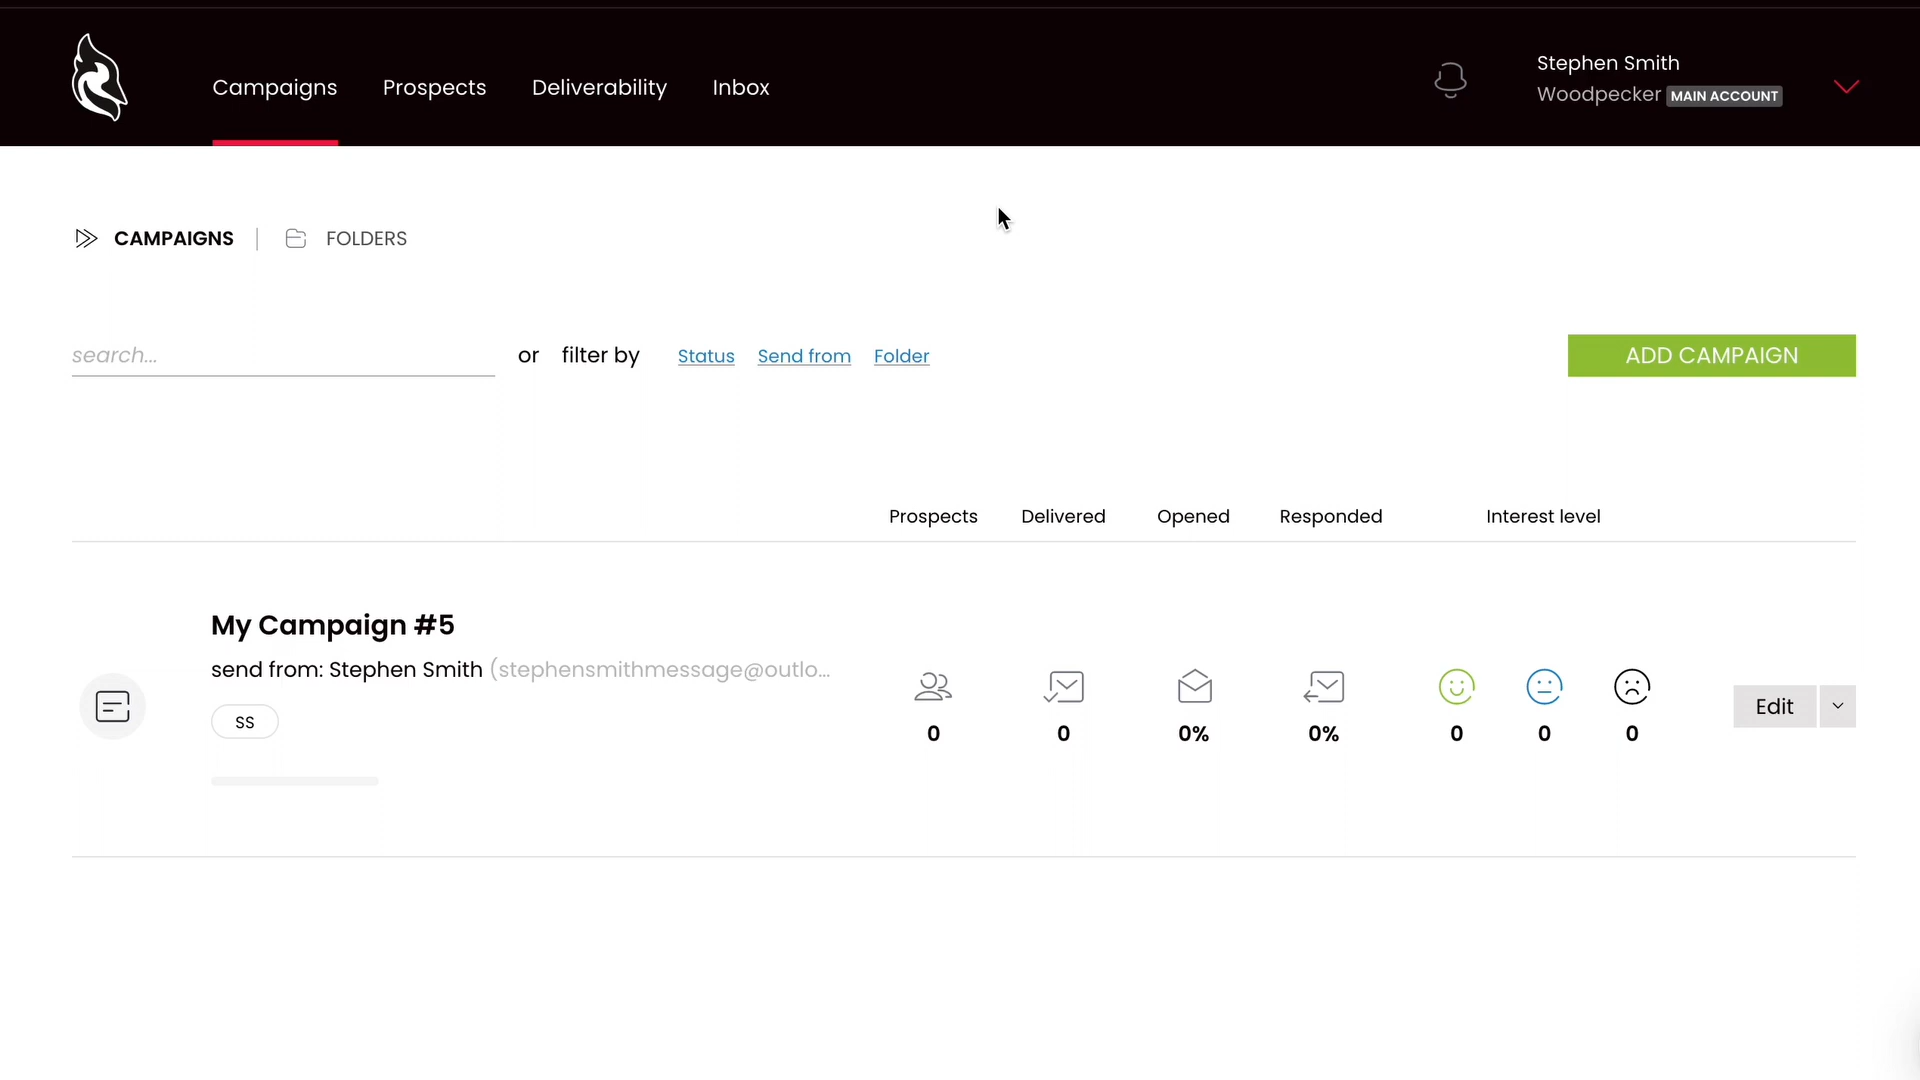 Campaigns Prospects Deliverability Inbox
Stephen Smith
Woodpecker MAIN ACCOUNT
CAMPAIGNS | FOLDERS
search... or filter by Status Send from Folder ADD CAMPAIGN
Prospects Delivered Opened Responded Interest level
My Campaign #5
send from: Stephen Smith (stephensmithmessage@outlo...
SS
0 0 0% 0% 0 0 0
Edit